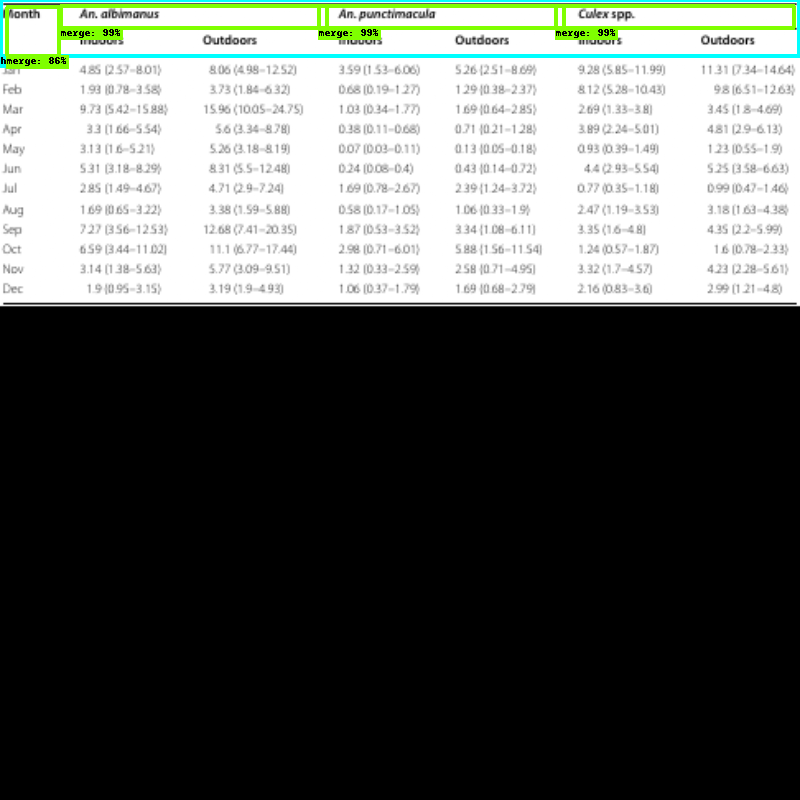 Month An. albimanus An. punctimacula Culex spp.
merge: 99% merge: 99% merge: 99%
Indoors Outdoors Indoors Outdoors Indoors Outdoors
hmerge: 86%
Jan 4.85 (2.57–8.01) 8.06 (4.98–12.52) 3.59 (1.53–6.06) 5.26 (2.51–8.69) 9.28 (5.85–11.99) 11.31 (7.34–14.64)
Feb 1.93 (0.78–3.58) 3.73 (1.84–6.32) 0.68 (0.19–1.27) 1.29 (0.38–2.37) 8.12 (5.28–10.43) 9.8 (6.51–12.63)
Mar 9.73 (5.42–15.88) 15.96 (10.05–24.75) 1.03 (0.34–1.77) 1.69 (0.64–2.85) 2.69 (1.33–3.8) 3.45 (1.8–4.69)
Apr 3.3 (1.66–5.54) 5.6 (3.34–8.78) 0.38 (0.11–0.68) 0.71 (0.21–1.28) 3.89 (2.24–5.01) 4.81 (2.9–6.13)
May 3.13 (1.6–5.21) 5.26 (3.18–8.19) 0.07 (0.03–0.11) 0.13 (0.05–0.18) 0.93 (0.39–1.49) 1.23 (0.55–1.9)
Jun 5.31 (3.18–8.29) 8.31 (5.5–12.48) 0.24 (0.08–0.4) 0.43 (0.14–0.72) 4.4 (2.93–5.54) 5.25 (3.58–6.63)
Jul 2.85 (1.49–4.67) 4.71 (2.9–7.24) 1.69 (0.78–2.67) 2.39 (1.24–3.72) 0.77 (0.35–1.18) 0.99 (0.47–1.46)
Aug 1.69 (0.65–3.22) 3.38 (1.59–5.88) 0.58 (0.17–1.05) 1.06 (0.33–1.9) 2.47 (1.19–3.53) 3.18 (1.63–4.38)
Sep 7.27 (3.56–12.53) 12.68 (7.41–20.35) 1.87 (0.53–3.52) 3.34 (1.08–6.11) 3.35 (1.6–4.8) 4.35 (2.2–5.99)
Oct 6.59 (3.44–11.02) 11.1 (6.77–17.44) 2.98 (0.71–6.01) 5.88 (1.56–11.54) 1.24 (0.57–1.87) 1.6 (0.78–2.33)
Nov 3.14 (1.38–5.63) 5.77 (3.09–9.51) 1.32 (0.33–2.59) 2.58 (0.71–4.95) 3.32 (1.7–4.57) 4.23 (2.28–5.61)
Dec 1.9 (0.95–3.15) 3.19 (1.9–4.93) 1.06 (0.37–1.79) 1.69 (0.68–2.79) 2.16 (0.83–3.6) 2.99 (1.21–4.8)